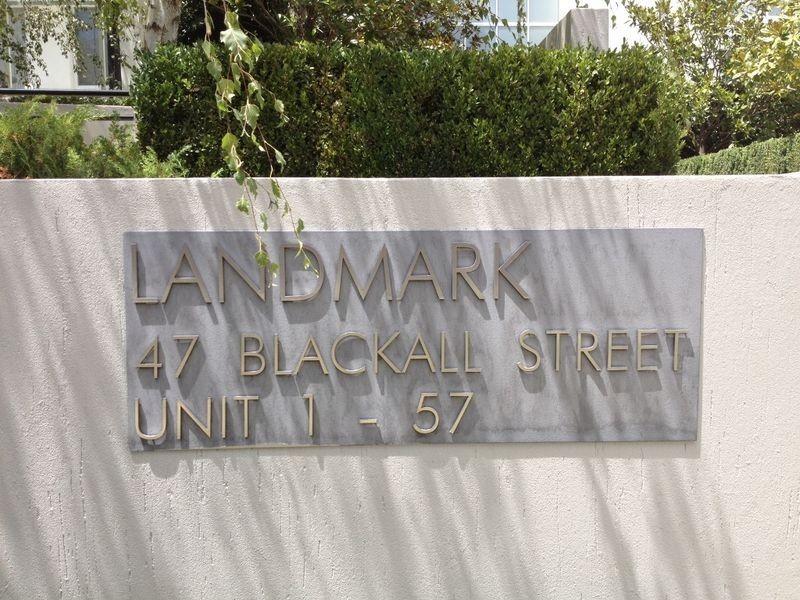 LANDMARK
47 BLACKALL STREET
UNIT 1 - 57